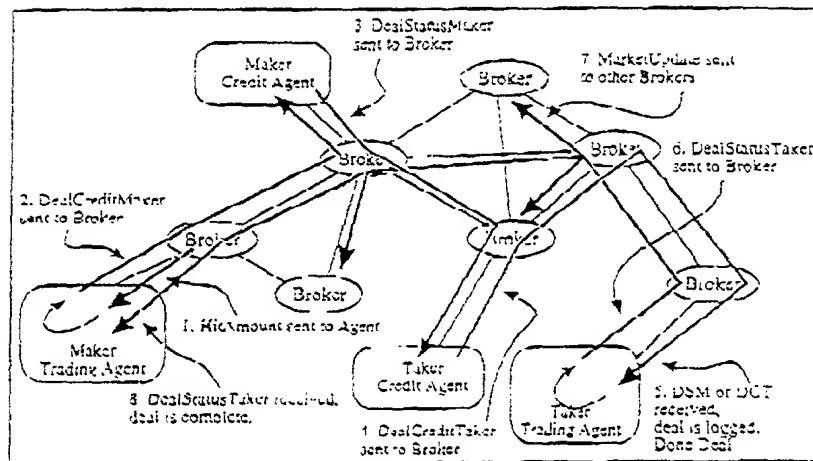 3. DealStatusMaker
sent to Broker
Maker
Credit Agent
Broker
7. MarketUpdate sent
to other Brokers
Broke
Broker
6. DealStatusTaker
sent to Broker
2. DealCreditMaker
sent to Broker
Broker
Broker
Broker
1. sent to Agent
Maker
Trading Agent
Taker
Credit Agent
Taker
Trading Agent
8. DealStatusTaker received,
deal is complete.
4. DealCreditTaker
sent to Broker
5. DSM or DCT
received,
deal is logged.
Done Deal